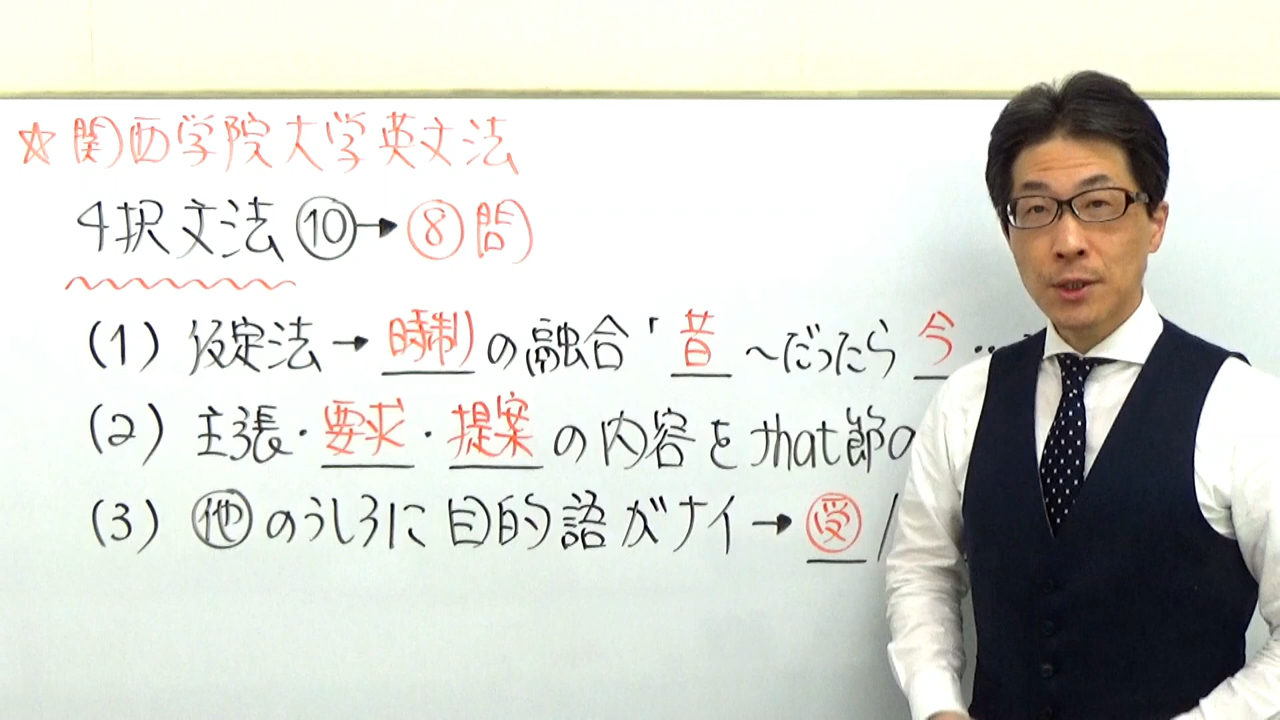 ☆関西学院大学英文法
4択文法⑩→⑧問
(1) 仮定法→時制の融合「昔〜だったら今…
(2) 主張・要求・提案の内容をthat節の
(3) 他のうしろに目的語がナイ→受/